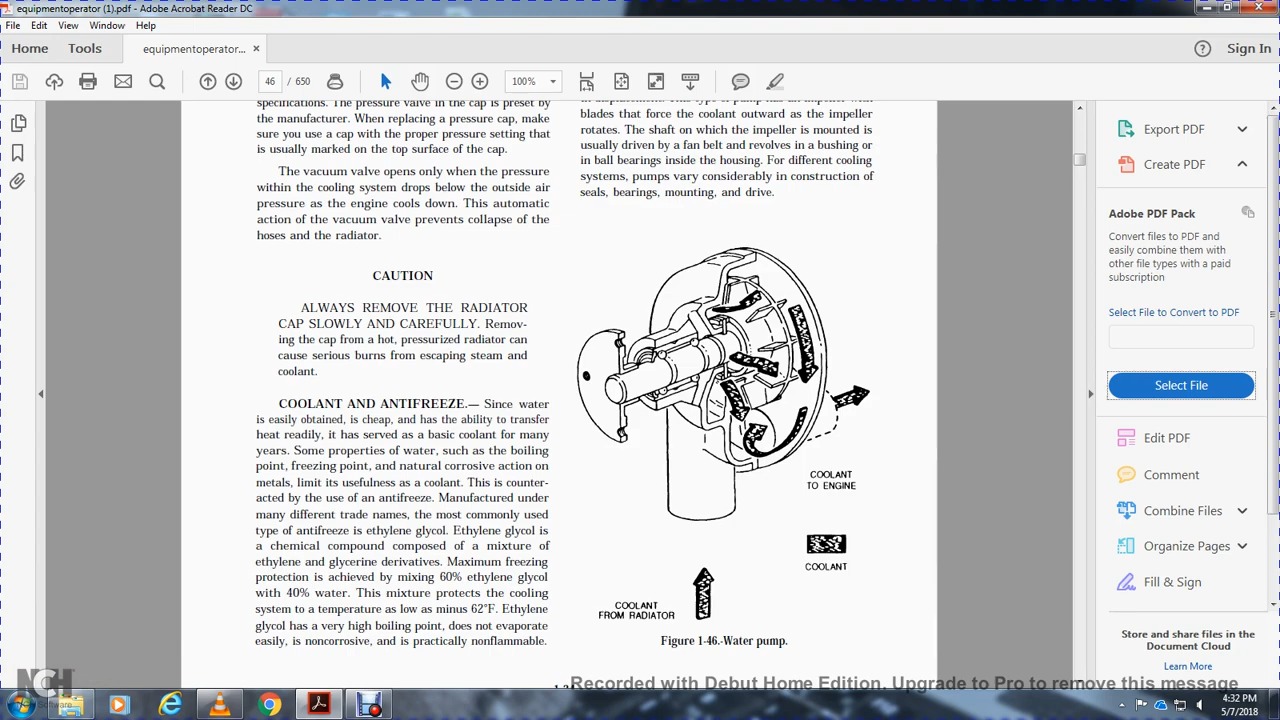 equipmentoperator (1).pdf - Adobe Acrobat Reader DC
File Edit View Window Help
Home Tools equipmentoperator... Sign In
46 / 650 100%
specifications. The pressure valve in the cap is preset by
the manufacturer. When replacing a pressure cap, make
sure you use a cap with the proper pressure setting that
is usually marked on the top surface of the cap.
The vacuum valve opens only when the pressure
within the cooling system drops below the outside air
pressure as the engine cools down. This automatic
action of the vacuum valve prevents collapse of the
hoses and the radiator.
CAUTION
ALWAYS REMOVE THE RADIATOR
CAP SLOWLY AND CAREFULLY. Remov-
ing the cap from a hot, pressurized radiator can
cause serious burns from escaping steam and
coolant.
COOLANT AND ANTIFREEZE.— Since water
is easily obtained, is cheap, and has the ability to transfer
heat readily, it has served as a basic coolant for many
years. Some properties of water, such as the boiling
point, freezing point, and natural corrosive action on
metals, limit its usefulness as a coolant. This is counter-
acted by the use of an antifreeze. Manufactured under
many different trade names, the most commonly used
type of antifreeze is ethylene glycol. Ethylene glycol is
a chemical compound composed of a mixture of
ethylene and glycerine derivatives. Maximum freezing
protection is achieved by mixing 60% ethylene glycol
with 40% water. This mixture protects the cooling
system to a temperature as low as minus 62°F. Ethylene
glycol has a very high boiling point, does not evaporate
easily, is noncorrosive, and is practically nonflammable.
in displacement. This type of pump has an impeller with
blades that force the coolant outward as the impeller
rotates. The shaft on which the impeller is mounted is
usually driven by a fan belt and revolves in a bushing or
in ball bearings inside the housing. For different cooling
systems, pumps vary considerably in construction of
seals, bearings, mounting, and drive.
COOLANT
TO ENGINE
COOLANT
COOLANT
FROM RADIATOR
Figure 1-46.-Water pump.
Export PDF
Create PDF
Adobe PDF Pack
Convert files to PDF and
easily combine them with
other file types with a paid
subscription
Select File to Convert to PDF
Select File
Edit PDF
Comment
Combine Files
Organize Pages
Fill & Sign
Store and share files in the
Document Cloud
Learn More
NCH
Software
Recorded with Debut Home Edition. Upgrade to Pro to remove this message
4:32 PM
5/7/2018